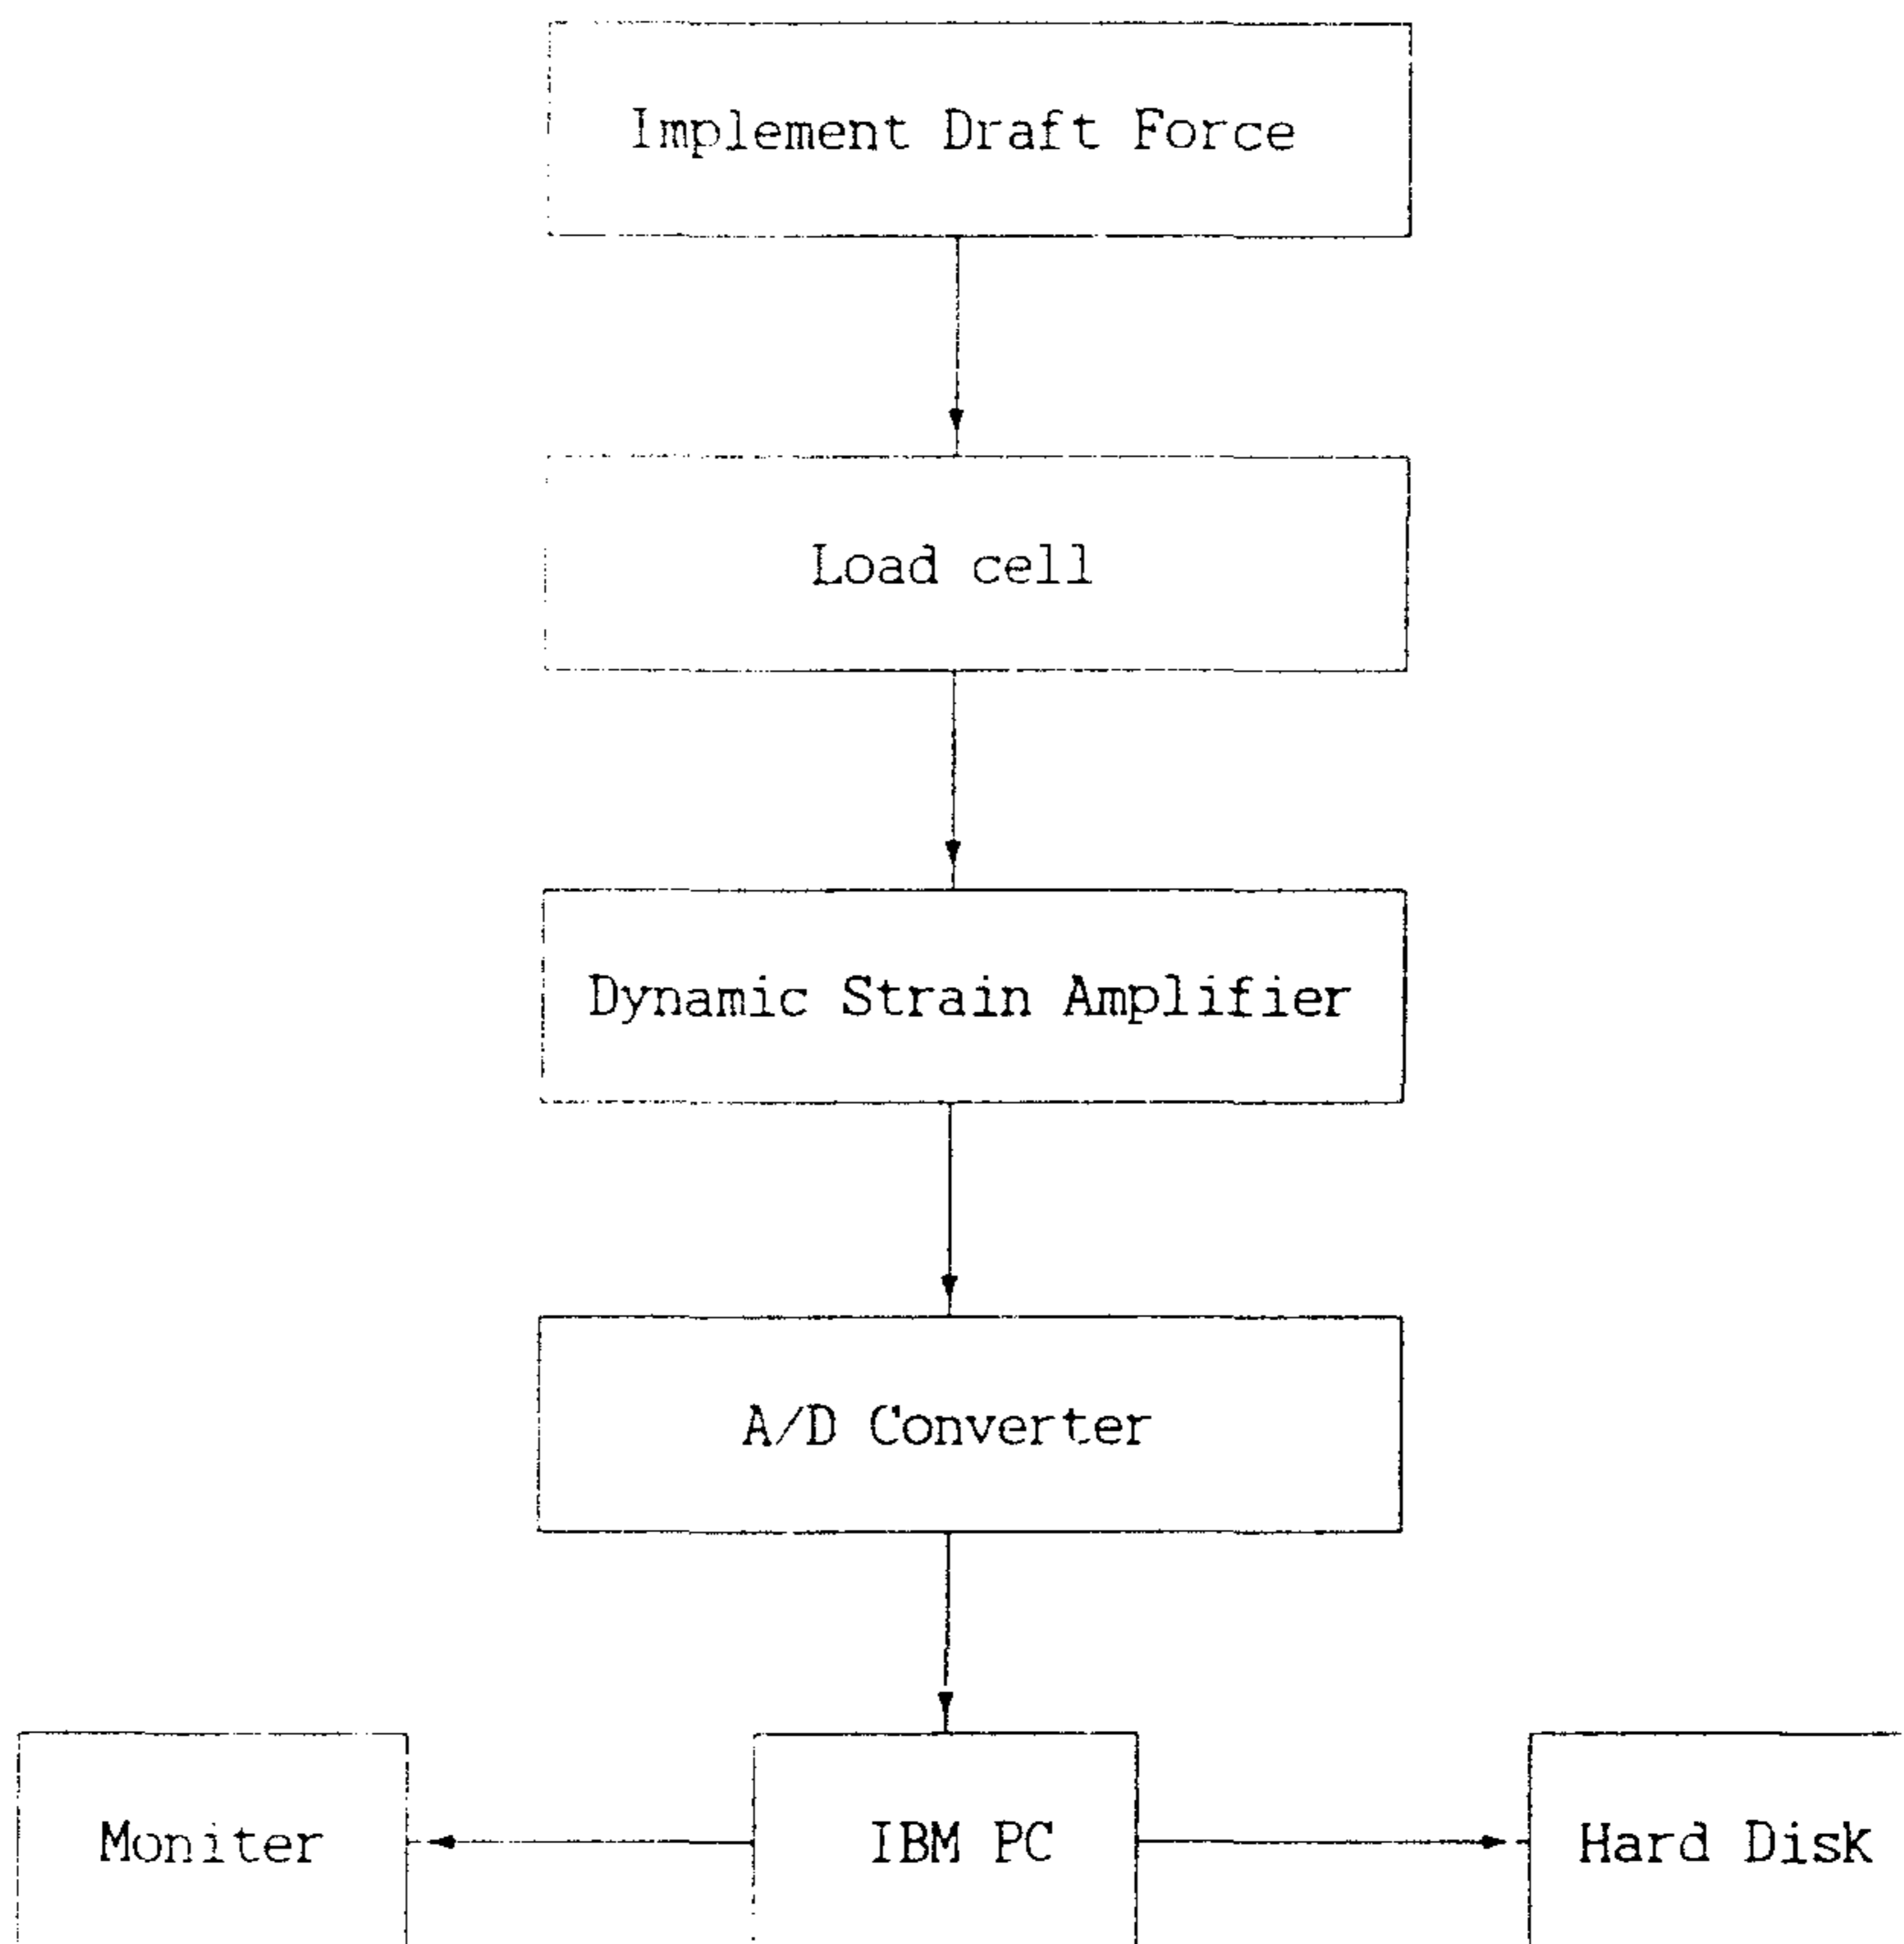 Implement Draft Force
Load cell
Dynamic Strain Amplifier
A/D Converter
Moniter
IBM PC
Hard Disk